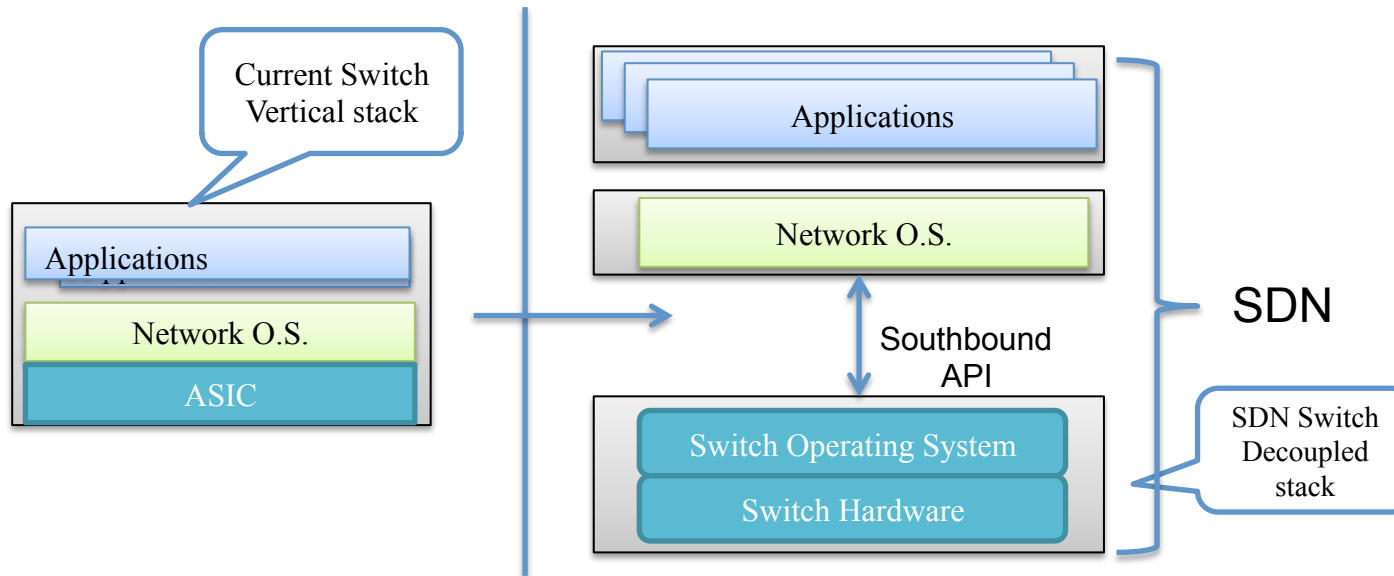 Current Switch
Vertical stack
Applications
Network O.S.
ASIC
Applications
Network O.S.
Southbound
API
Switch Operating System
Switch Hardware
SDN
SDN Switch
Decoupled
stack